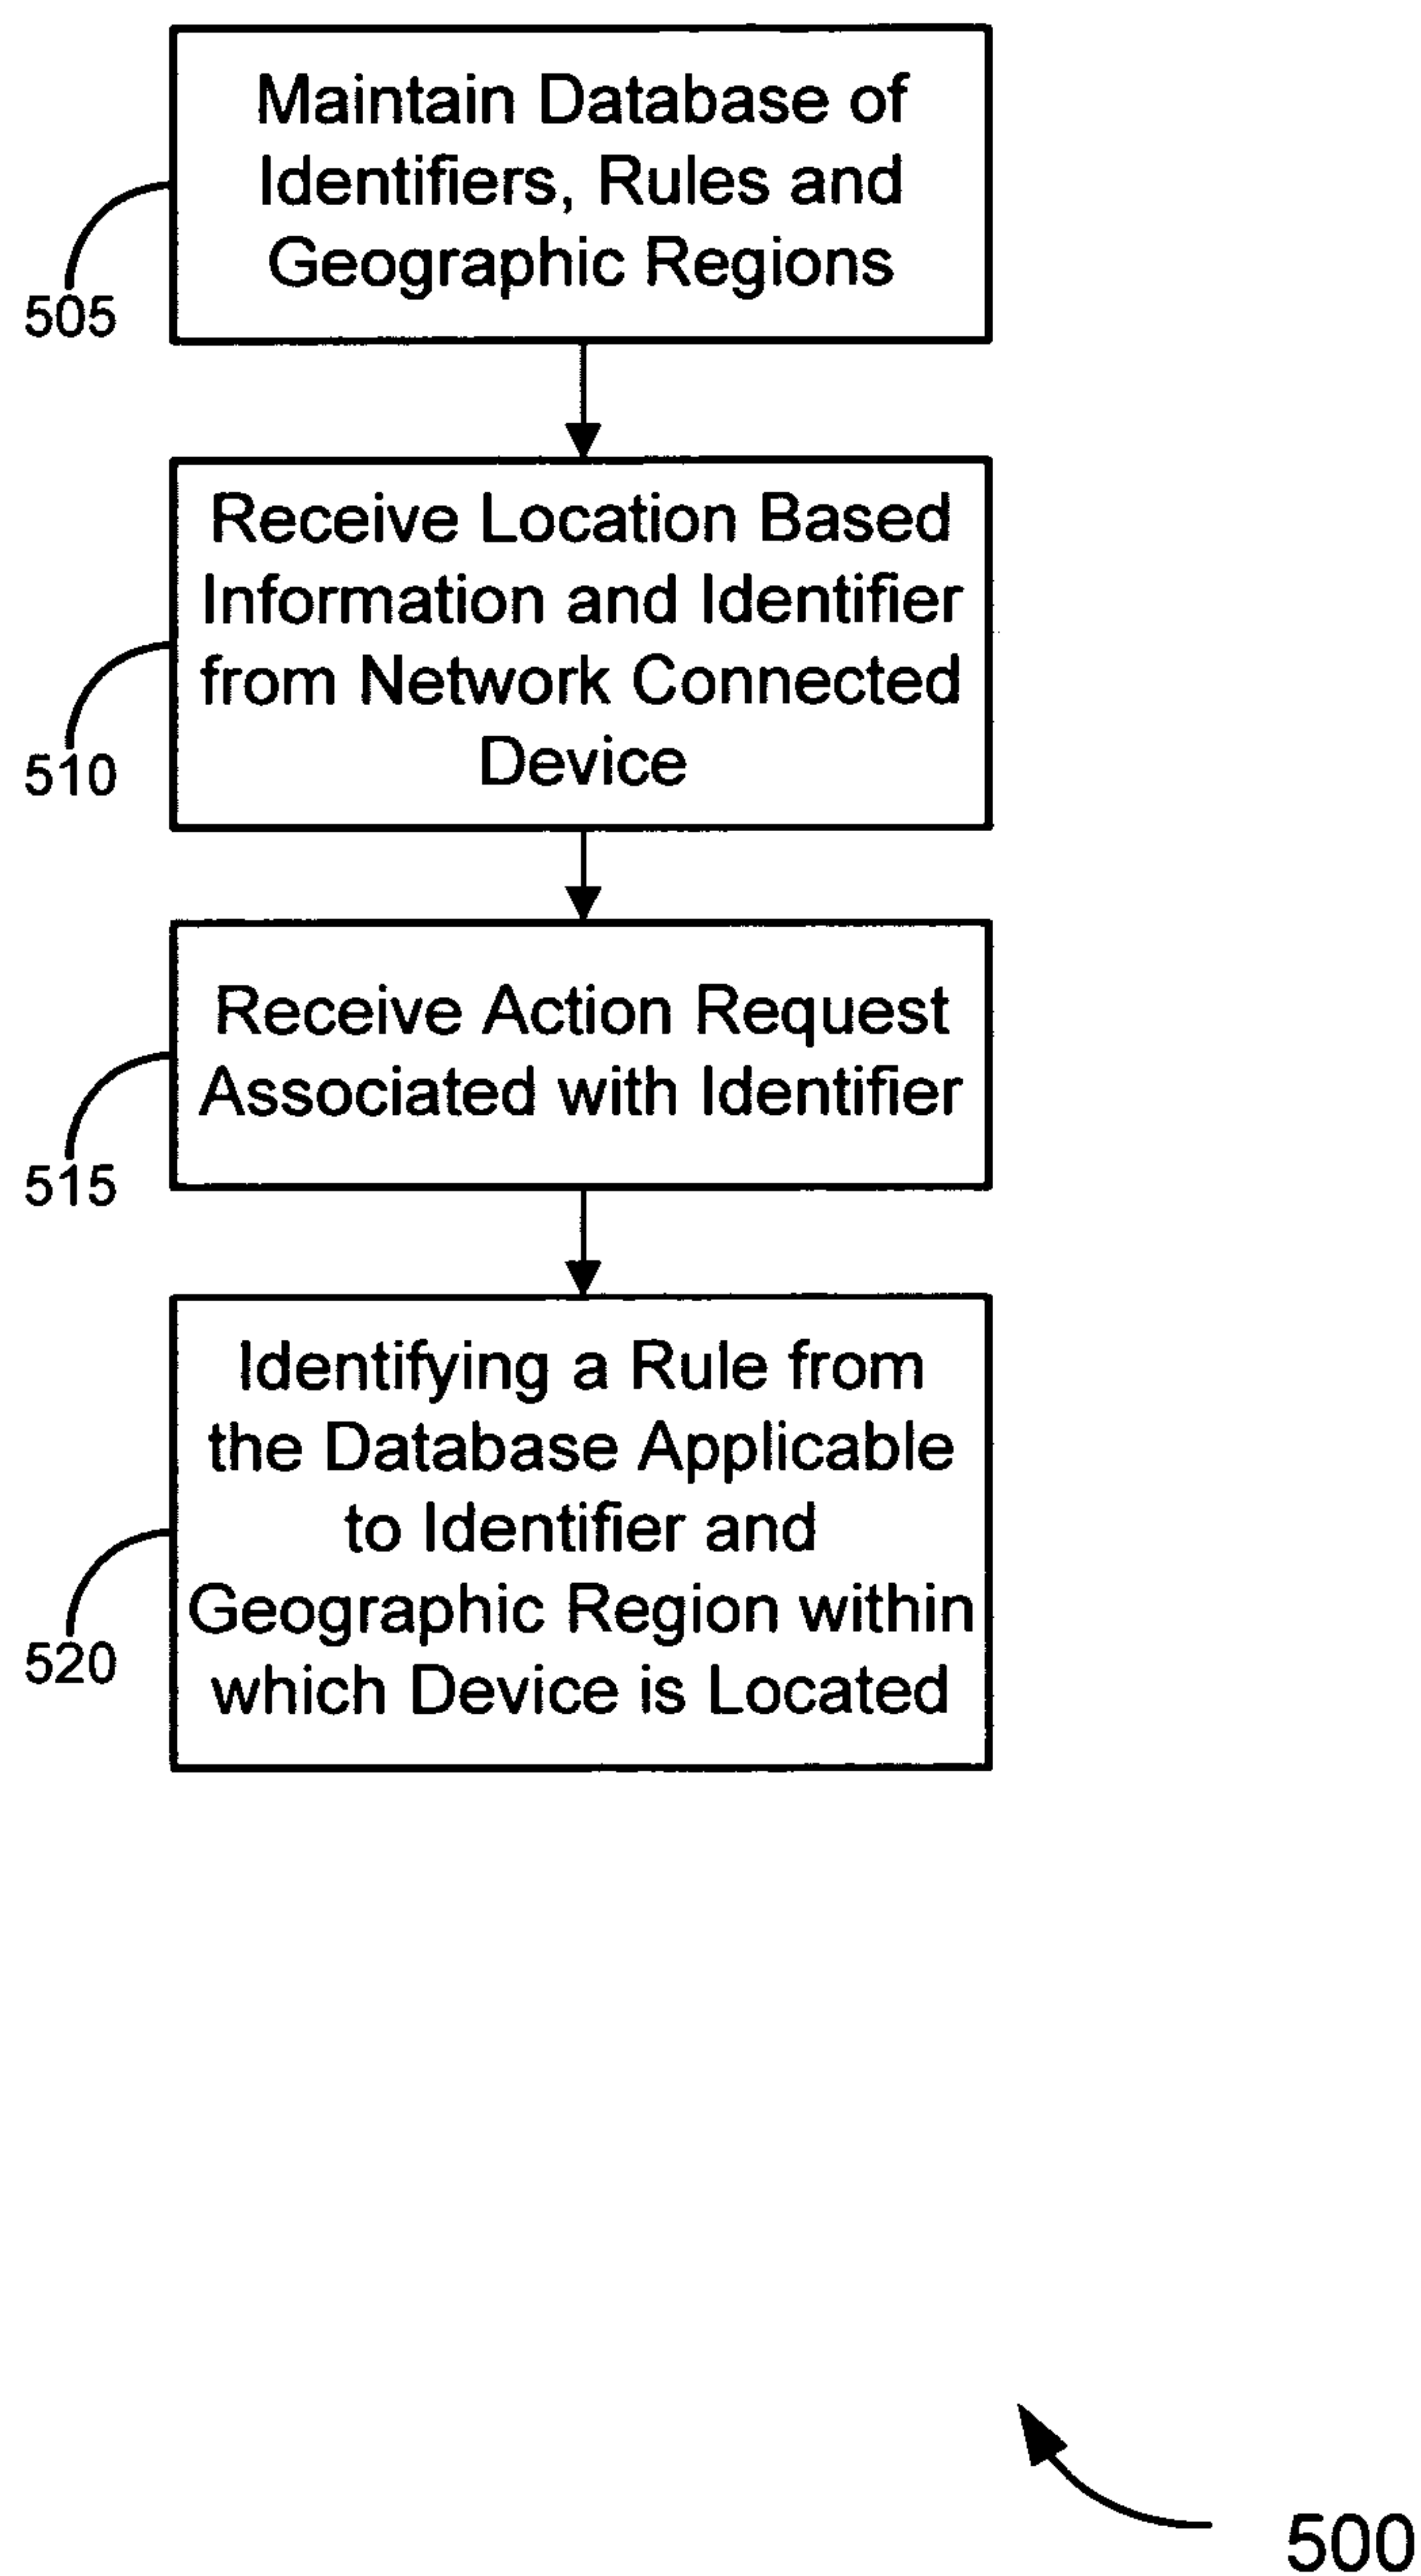 Maintain Database of
Identifiers, Rules and
Geographic Regions
505
Receive Location Based
Information and Identifier
from Network Connected
Device
510
Receive Action Request
Associated with Identifier
515
Identifying a Rule from
the Database Applicable
to Identifier and
Geographic Region within
which Device is Located
520
500